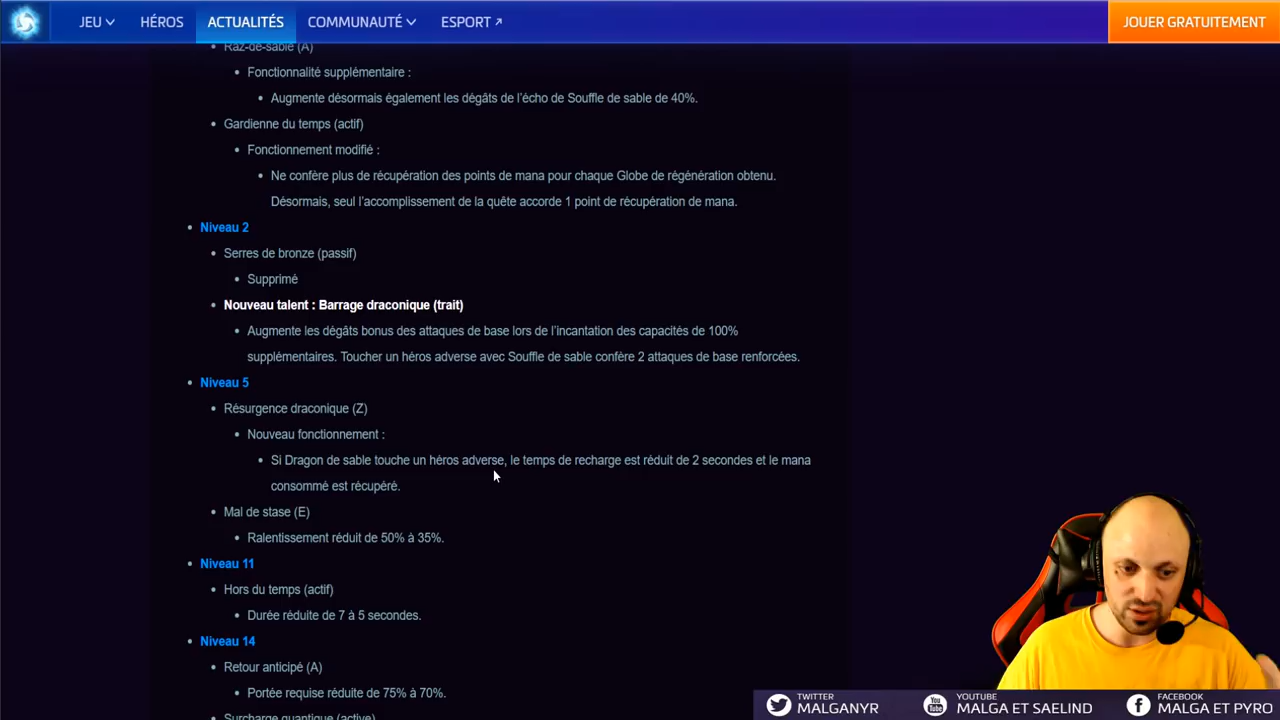 JEU HÉROS ACTUALITÉS COMMUNAUTÉ ESPORT JOUER GRATUITEMENT
Raz-de-sable (A)
Fonctionnalité supplémentaire :
Augmente désormais également les dégâts de l'écho de Souffle de sable de 40%.
Gardienne du temps (actif)
Fonctionnement modifié :
Ne confère plus de récupération des points de mana pour chaque Globe de régénération obtenu.
Désormais, seul l'accomplissement de la quête accorde 1 point de récupération de mana.
Niveau 2
Serres de bronze (passif)
Supprimé
Nouveau talent : Barrage draconique (trait)
Augmente les dégâts bonus des attaques de base lors de l'incantation des capacités de 100%
supplémentaires. Toucher un héros adverse avec Souffle de sable confère 2 attaques de base renforcées.
Niveau 5
Résurgence draconique (Z)
Nouveau fonctionnement :
Si Dragon de sable touche un héros adverse, le temps de recharge est réduit de 2 secondes et le mana
consommé est récupéré.
Mal de stase (E)
Ralentissement réduit de 50% à 35%.
Niveau 11
Hors du temps (actif)
Durée réduite de 7 à 5 secondes.
Niveau 14
Retour anticipé (A)
Portée requise réduite de 75% à 70%.
Surcharge quantique (active)
TWITTER
MALGANYR
YOUTUBE
MALGA ET SAELIND
FACEBOOK
MALGA ET PYRO